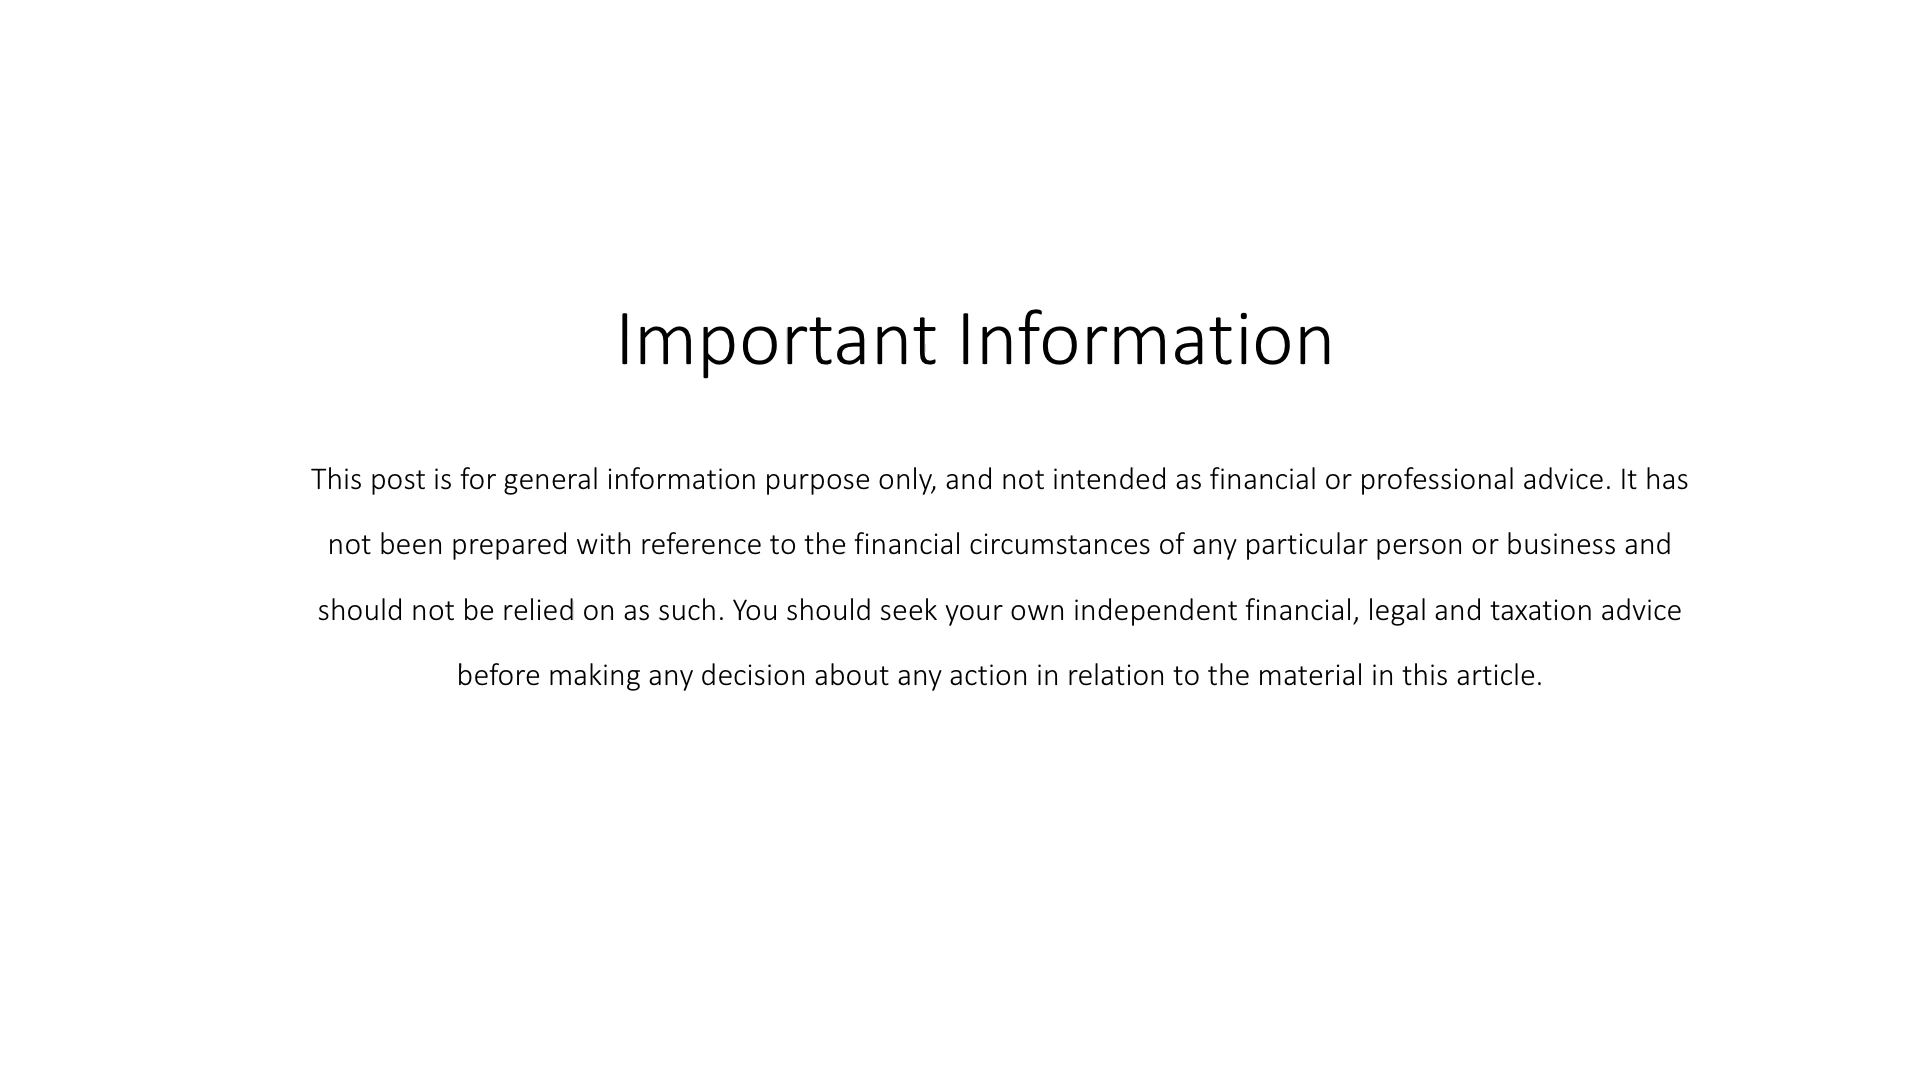 Important Information
This post is for general information purpose only, and not intended as financial or professional advice. It has
not been prepared with reference to the financial circumstances of any particular person or business and
should not be relied on as such. You should seek your own independent financial, legal and taxation advice
before making any decision about any action in relation to the material in this article.